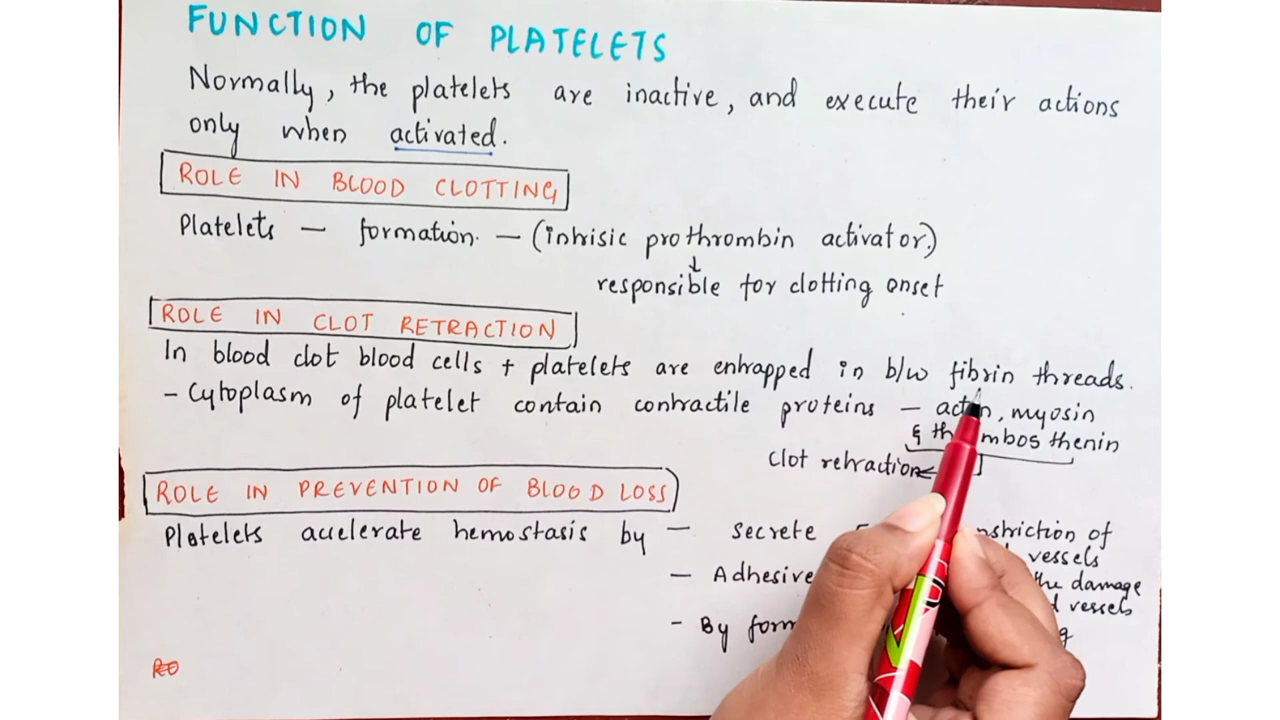 FUNCTION OF PLATELETS
Normally, the platelets are inactive, and execute their actions
only when activated.
ROLE IN BLOOD CLOTTING
Platelets — formation. — (intrisic prothrombin activator.)
↓
responsible for clotting onset
ROLE IN CLOT RETRACTION
In blood clot blood cells + platelets are entrapped in b/w fibrin threads.
- Cytoplasm of platelet contain contractile proteins — actin, myosin
& thrombosthenin
Clot retraction
ROLE IN PREVENTION OF BLOOD LOSS
Platelets accelerate hemostasis by — secrete nstriction of
vessels
— Adhesive the damage
vessels
- By form